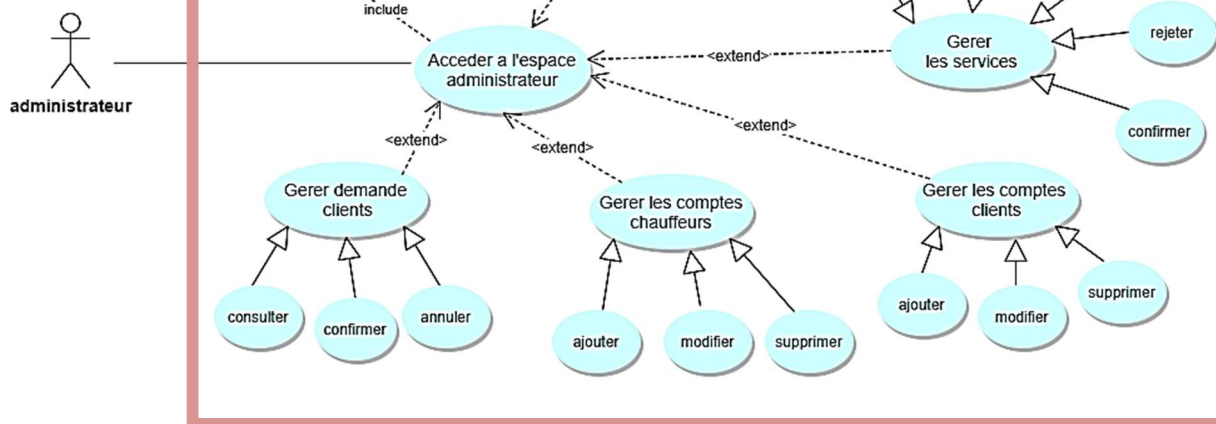 include
rejeter
Gerer
les services
<extend>
Acceder a l'espace
administrateur
administrateur
<extend>
<extend>
<extend>
confirmer
Gerer demande
clients
Gerer les comptes
chauffeurs
Gerer les comptes
clients
consulter
confirmer
annuler
ajouter
modifier
supprimer
ajouter
modifier
supprimer